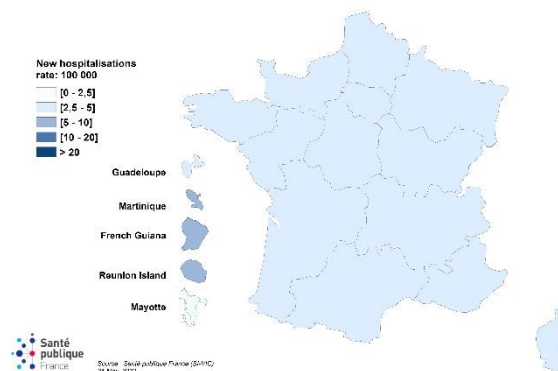 New hospitalisations
rate: 100 000
[0 - 2,5]
[2,5 - 5]
[5 - 10]
[10 - 20]
> 20
Guadeloupe
Martinique
French Guiana
Reunion Island
Mayotte
Santé
publique
France
Source : Santé publique France (SI-VIC)